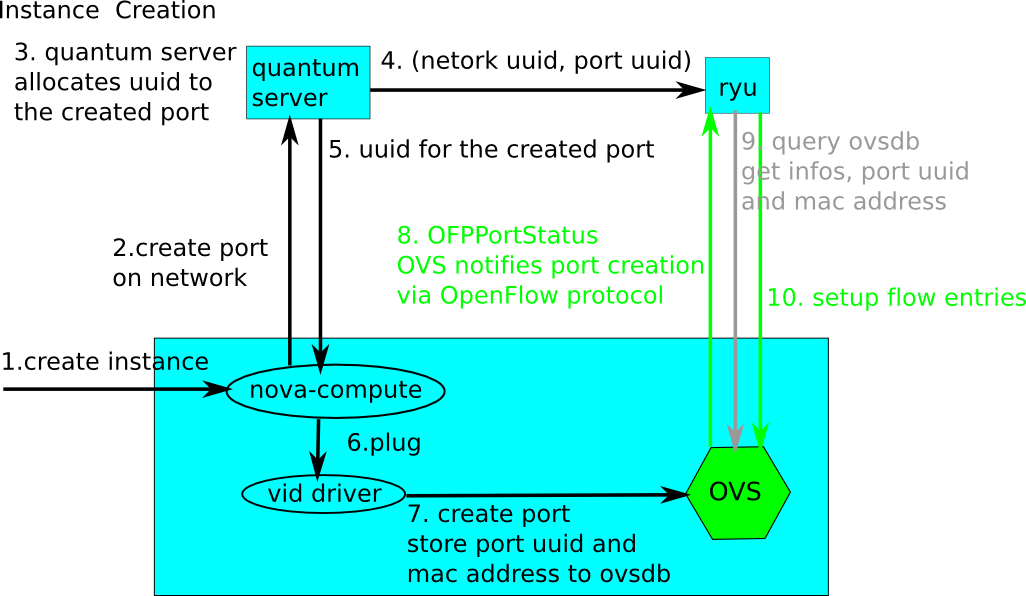 Instance Creation
3. quantum server
allocates uuid to
the created port
quantum
server
4. (netork uuid, port uuid)
ryu
5. uuid for the created port
9. query ovsdb
get infos, port uuid
and mac address
2.create port
on network
8. OFPPortStatus
OVS notifies port creation
via OpenFlow protocol
10. setup flow entries
1.create instance
nova-compute
6.plug
vid driver
OVS
7. create port
store port uuid and
mac address to ovsdb